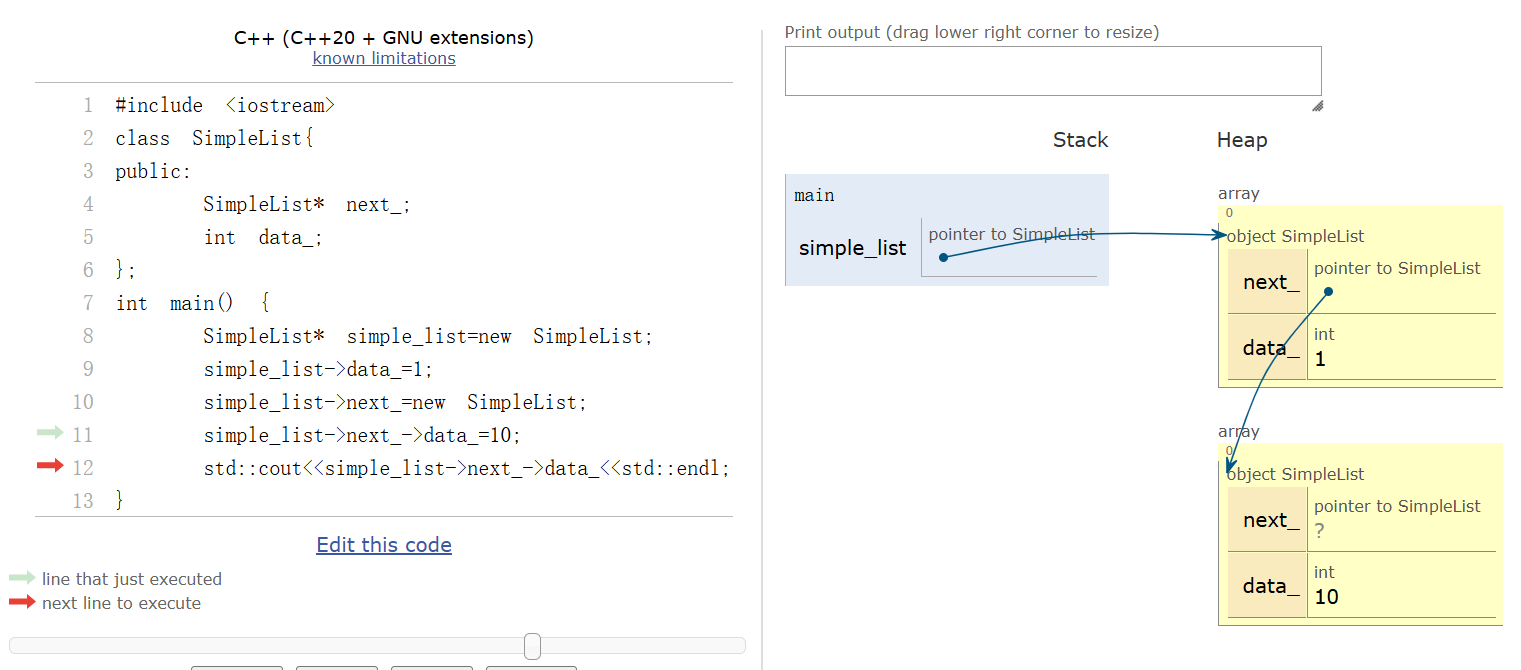 C++ (C++20 + GNU extensions)
known limitations
1 #include <iostream>
2 class SimpleList{
3 public:
4 SimpleList* next_;
5 int data_;
6 };
7 int main() {
8 SimpleList* simple_list=new SimpleList;
9 simple_list->data_=1;
10 simple_list->next_=new SimpleList;
11 simple_list->next_->data_=10;
12 std::cout<<simple_list->next_->data_<<std::endl;
13 }
Edit this code
line that just executed
next line to execute
Print output (drag lower right corner to resize)
Stack Heap
main
simple_list pointer to SimpleList
array
0
object SimpleList
next_ pointer to SimpleList
data_ int
1
array
0
object SimpleList
next_ pointer to SimpleList
?
data_ int
10